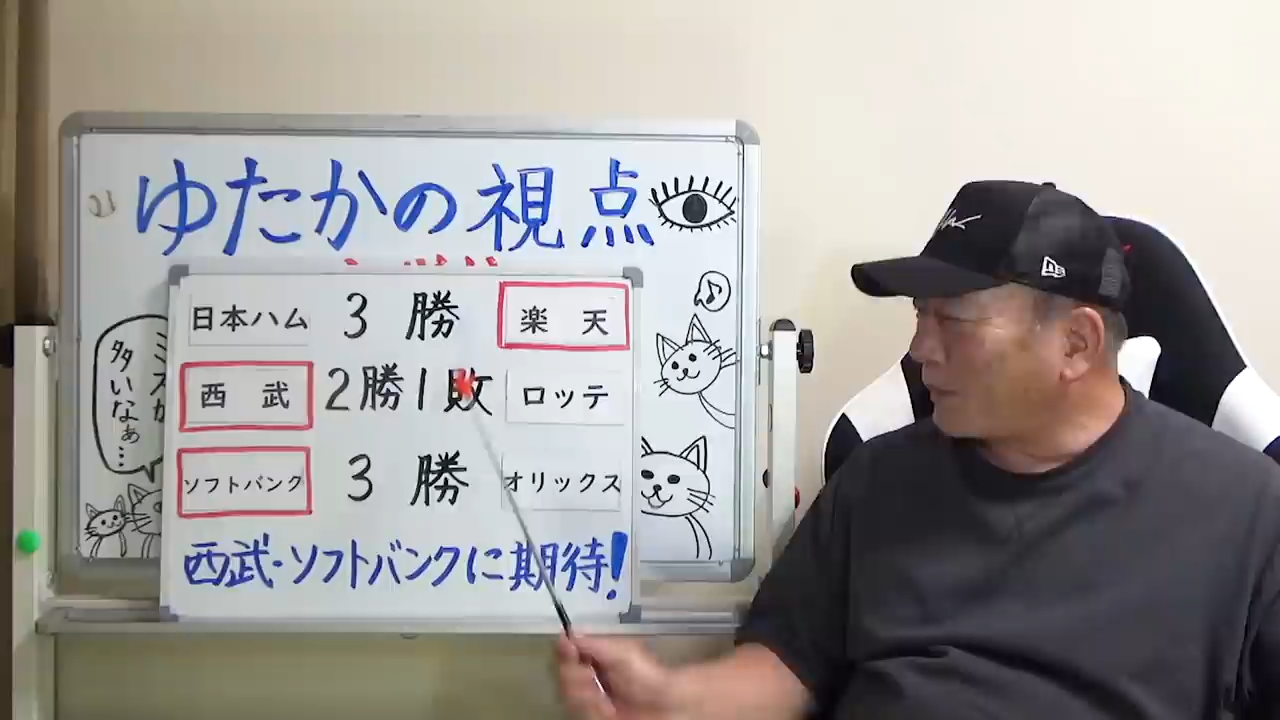 ゆたかの視点
日本ハム 3勝 楽天
西武 2勝1敗 ロッテ
ソフトバンク 3勝 オリックス
西武・ソフトバンクに期待!
ミスが
多いなぁ…